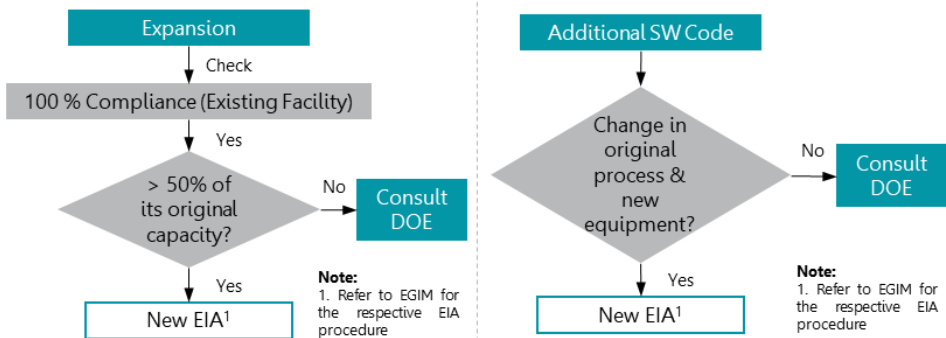 Expansion
Check
100 % Compliance (Existing Facility)
Yes
> 50% of
its original
capacity?
No
Consult
DOE
Yes
New EIA¹
Note:
1. Refer to EGIM for
the respective EIA
procedure
Additional SW Code
Change in
original
process &
new
equipment?
No
Consult
DOE
Yes
New EIA¹
Note:
1. Refer to EGIM for
the respective EIA
procedure